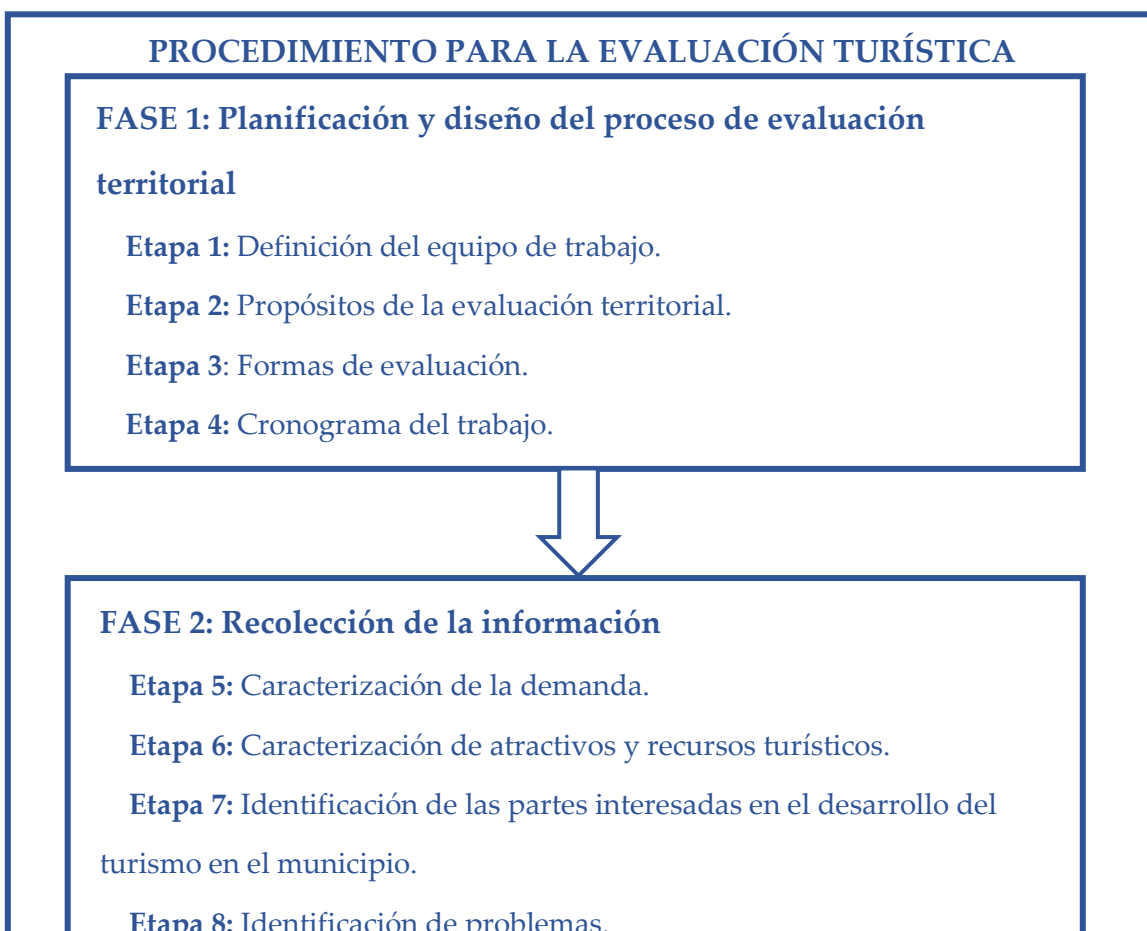 PROCEDIMIENTO PARA LA EVALUACIÓN TURÍSTICA
FASE 1: Planificación y diseño del proceso de evaluación
territorial
Etapa 1: Definición del equipo de trabajo.
Etapa 2: Propósitos de la evaluación territorial.
Etapa 3: Formas de evaluación.
Etapa 4: Cronograma del trabajo.
FASE 2: Recolección de la información
Etapa 5: Caracterización de la demanda.
Etapa 6: Caracterización de atractivos y recursos turísticos.
Etapa 7: Identificación de las partes interesadas en el desarrollo del
turismo en el municipio.
Etapa 8: Identificación de problemas.